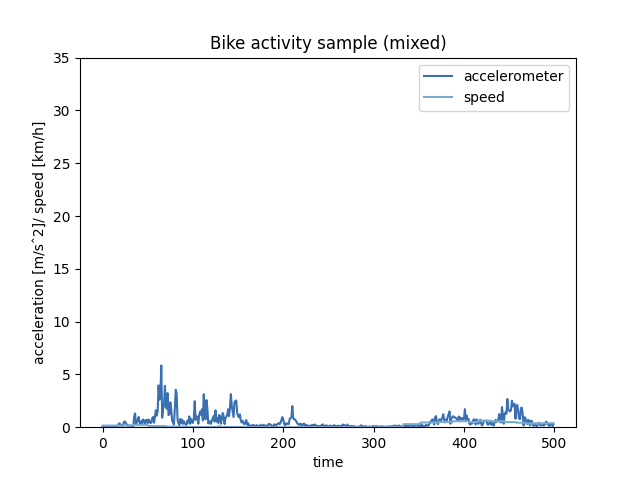 Bike activity sample (mixed)
accelerometer
speed
acceleration [m/sˆ2]/ speed [km/h]
35
30
25
20
15
10
5
0
0 100 200 300 400 500
time